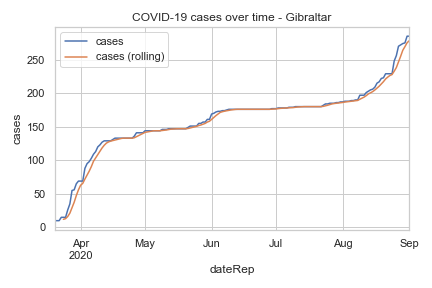 COVID-19 cases over time - Gibraltar
cases
cases (rolling)
cases
250
200
150
100
50
0
Apr
2020
May
Jun
Jul
Aug
Sep
dateRep